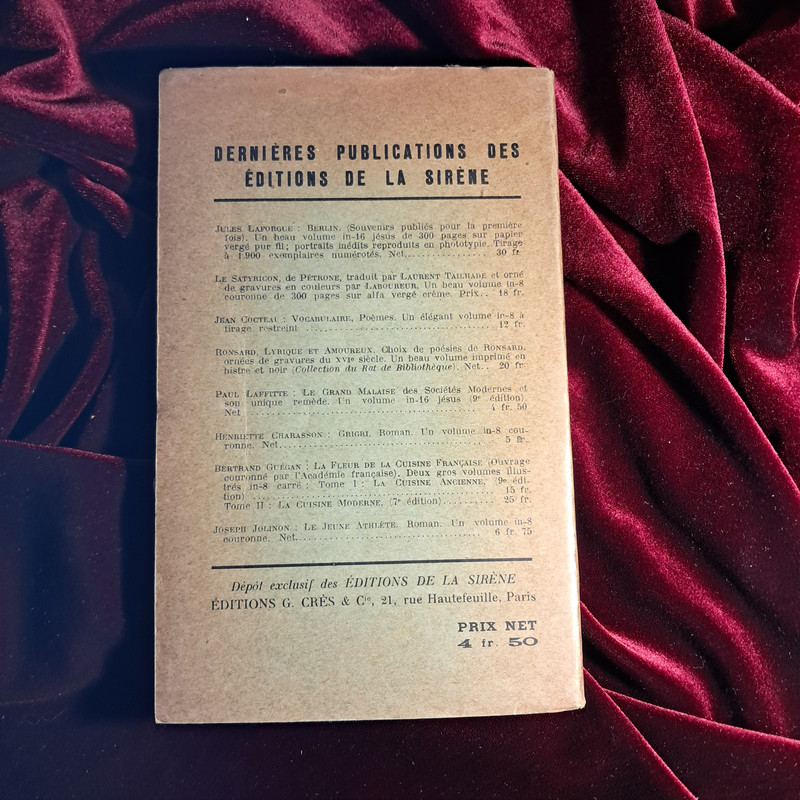 DERNIÈRES PUBLICATIONS DES
ÉDITIONS DE LA SIRÈNE
JULES LAFORGUE : BERLIN. (Souvenirs publiés pour la première
fois). Un beau volume in-16 jésus de 300 pages sur papier
vergé pur fil; portraits inédits reproduits en phototypie. Tirage
à 1.900 exemplaires numérotés. Net............... 30 fr.
LE SATYRICON, de PÉTRONE, traduit par LAURENT TAILHADE et orné
de gravures en couleurs par LABOUREUR. Un beau volume in-8
couronne de 300 pages sur alfa vergé crème. Prix.. 18 fr.
JEAN COCTEAU : VOCABULAIRE, Poèmes. Un élégant volume in-8 à
tirage restreint ................................ 12 fr.
RONSARD, LYRIQUE ET AMOUREUX. Choix de poésies de RONSARD,
ornées de gravures du XVIe siècle. Un beau volume imprimé en
bistre et noir (Collection du Rat de Bibliothèque). Net.. 20 fr.
PAUL LAFFITTE : LE GRAND MALAISE des Sociétés Modernes et
son unique remède. Un volume in-16 jésus (9e édition).
Net ........................................ 4 fr. 50
HENRIETTE CHARASSON : GRIGRI. Roman. Un volume in-8 cou-
ronne. Net................................... 5 fr.
BERTRAND GUÉGAN : LA FLEUR DE LA CUISINE FRANÇAISE (Ouvrage
couronné par l'Académie française). Deux gros volumes illus-
trés in-8 carré : Tome I : LA CUISINE ANCIENNE, (9e édi-
tion) ........................................ 15 fr.
Tome II : LA CUISINE MODERNE, (7e édition).......... 25 fr.
JOSEPH JOLINON : LE JEUNE ATHLÈTE. Roman. Un volume in-8
couronne. Net................................ 6 fr. 75
Dépôt exclusif des ÉDITIONS DE LA SIRÈNE
ÉDITIONS G. CRÈS & Cie, 21, rue Hautefeuille, Paris
PRIX NET
4 fr. 50